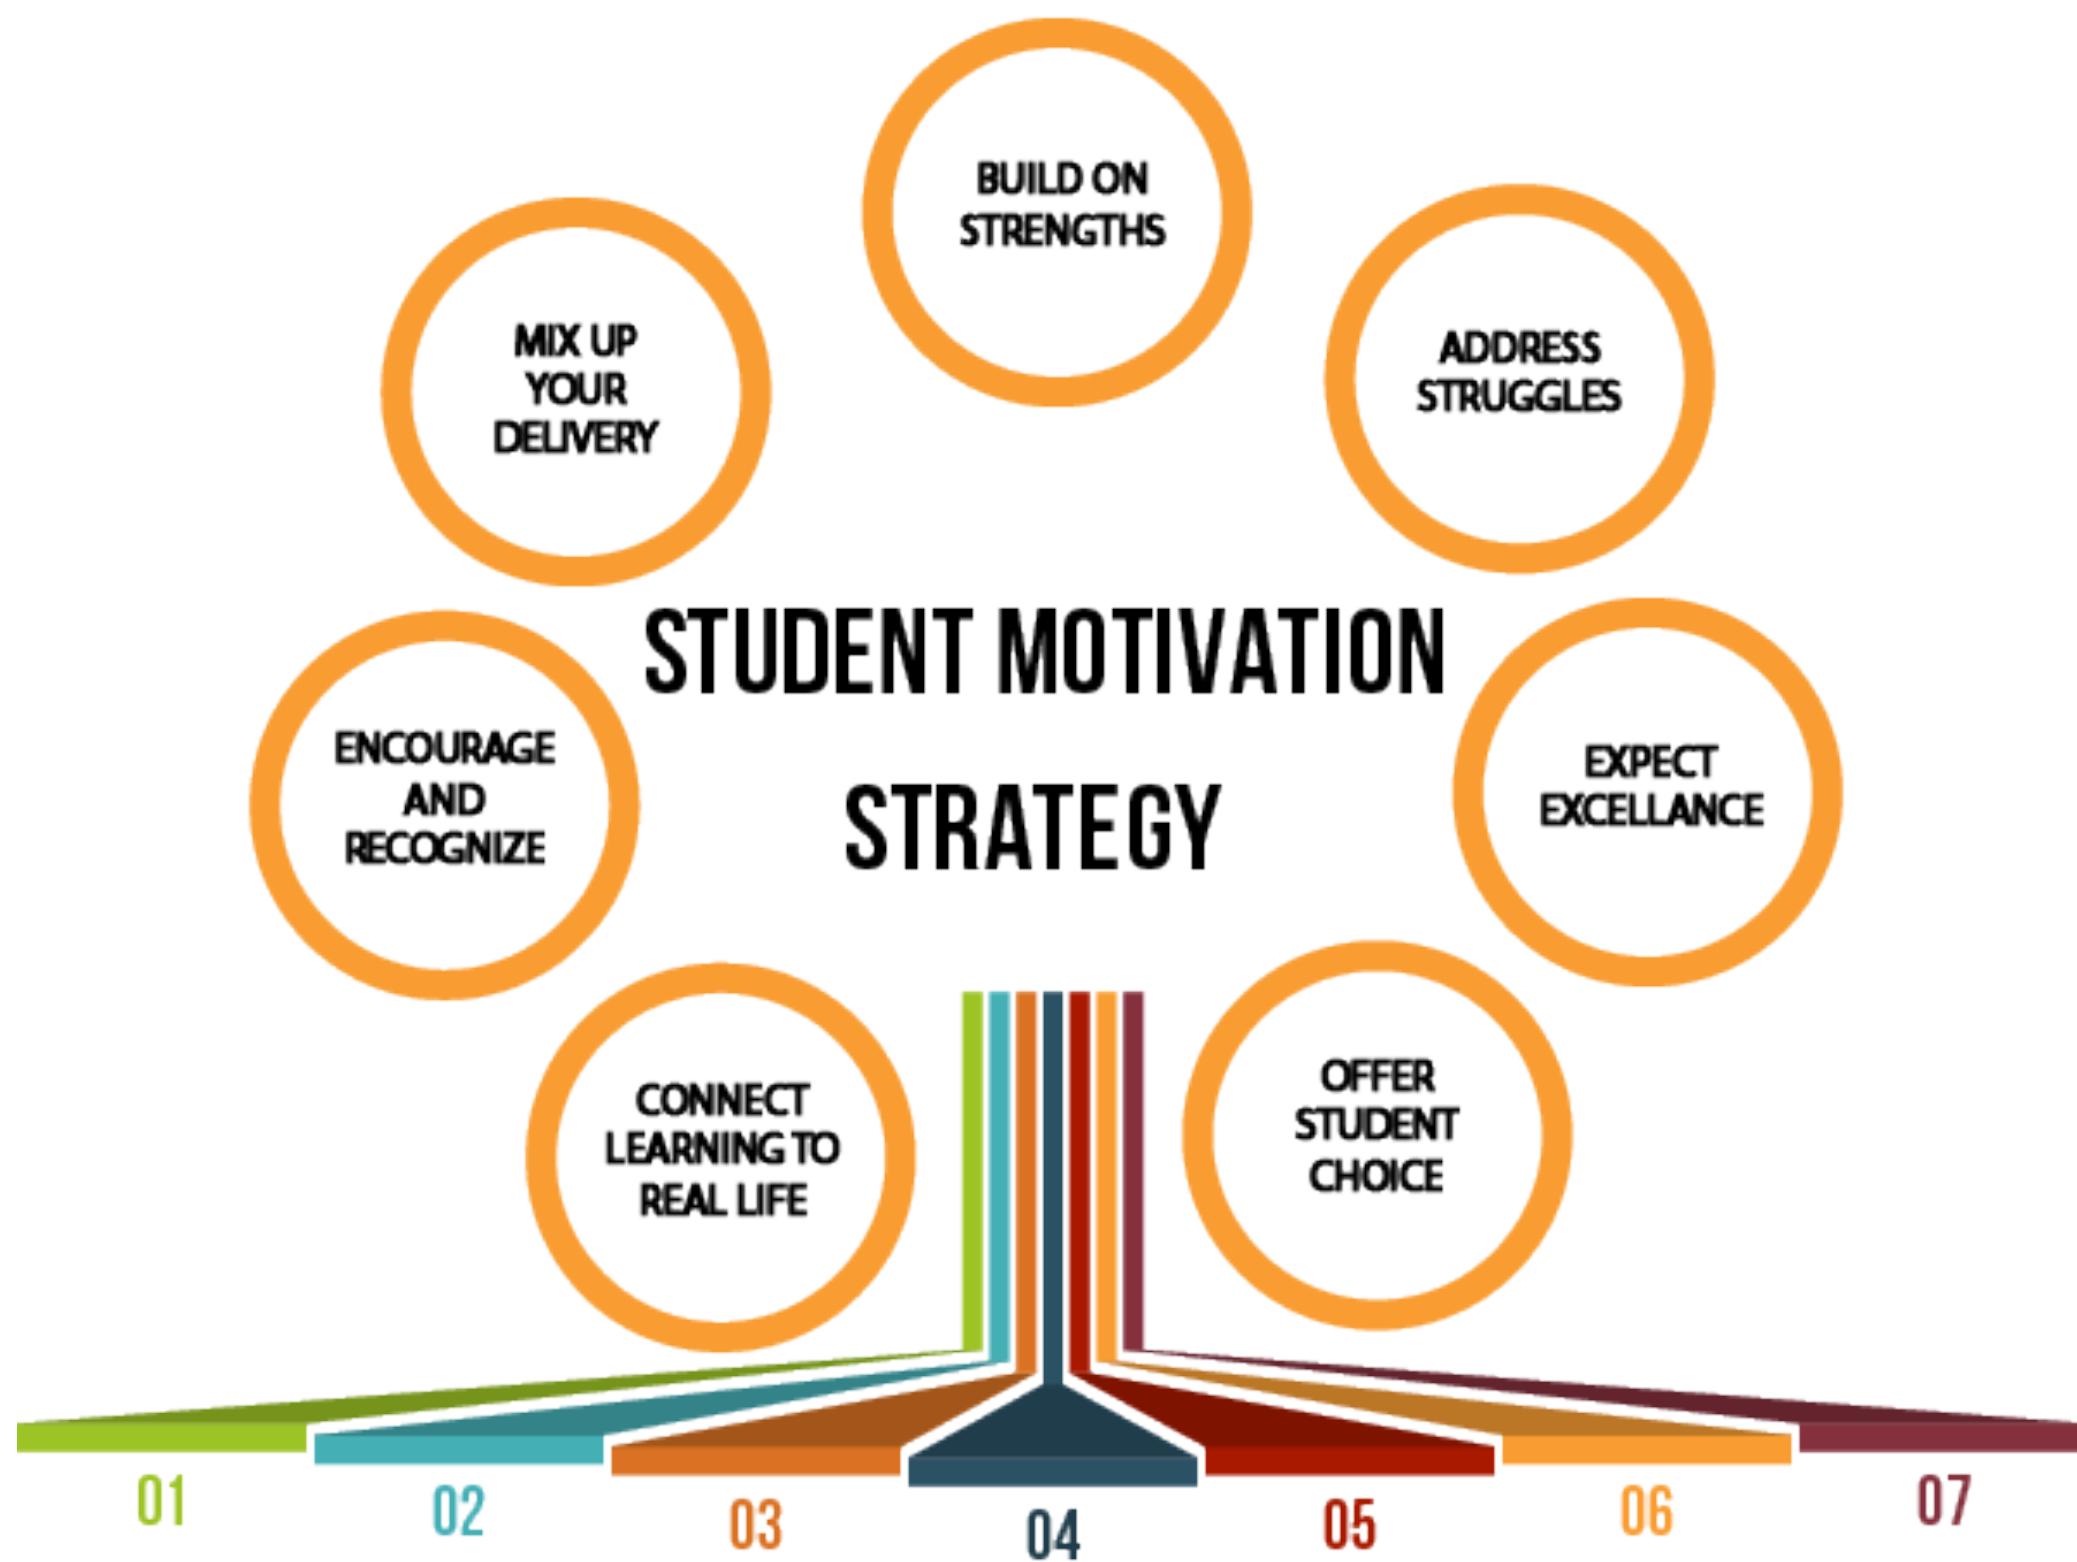 BUILD ON
STRENGTHS
MIX UP
YOUR
DELIVERY
ADDRESS
STRUGGLES
STUDENT MOTIVATION
STRATEGY
ENCOURAGE
AND
RECOGNIZE
EXPECT
EXCELLANCE
CONNECT
LEARNING TO
REAL LIFE
OFFER
STUDENT
CHOICE
01
02
03
04
05
06
07